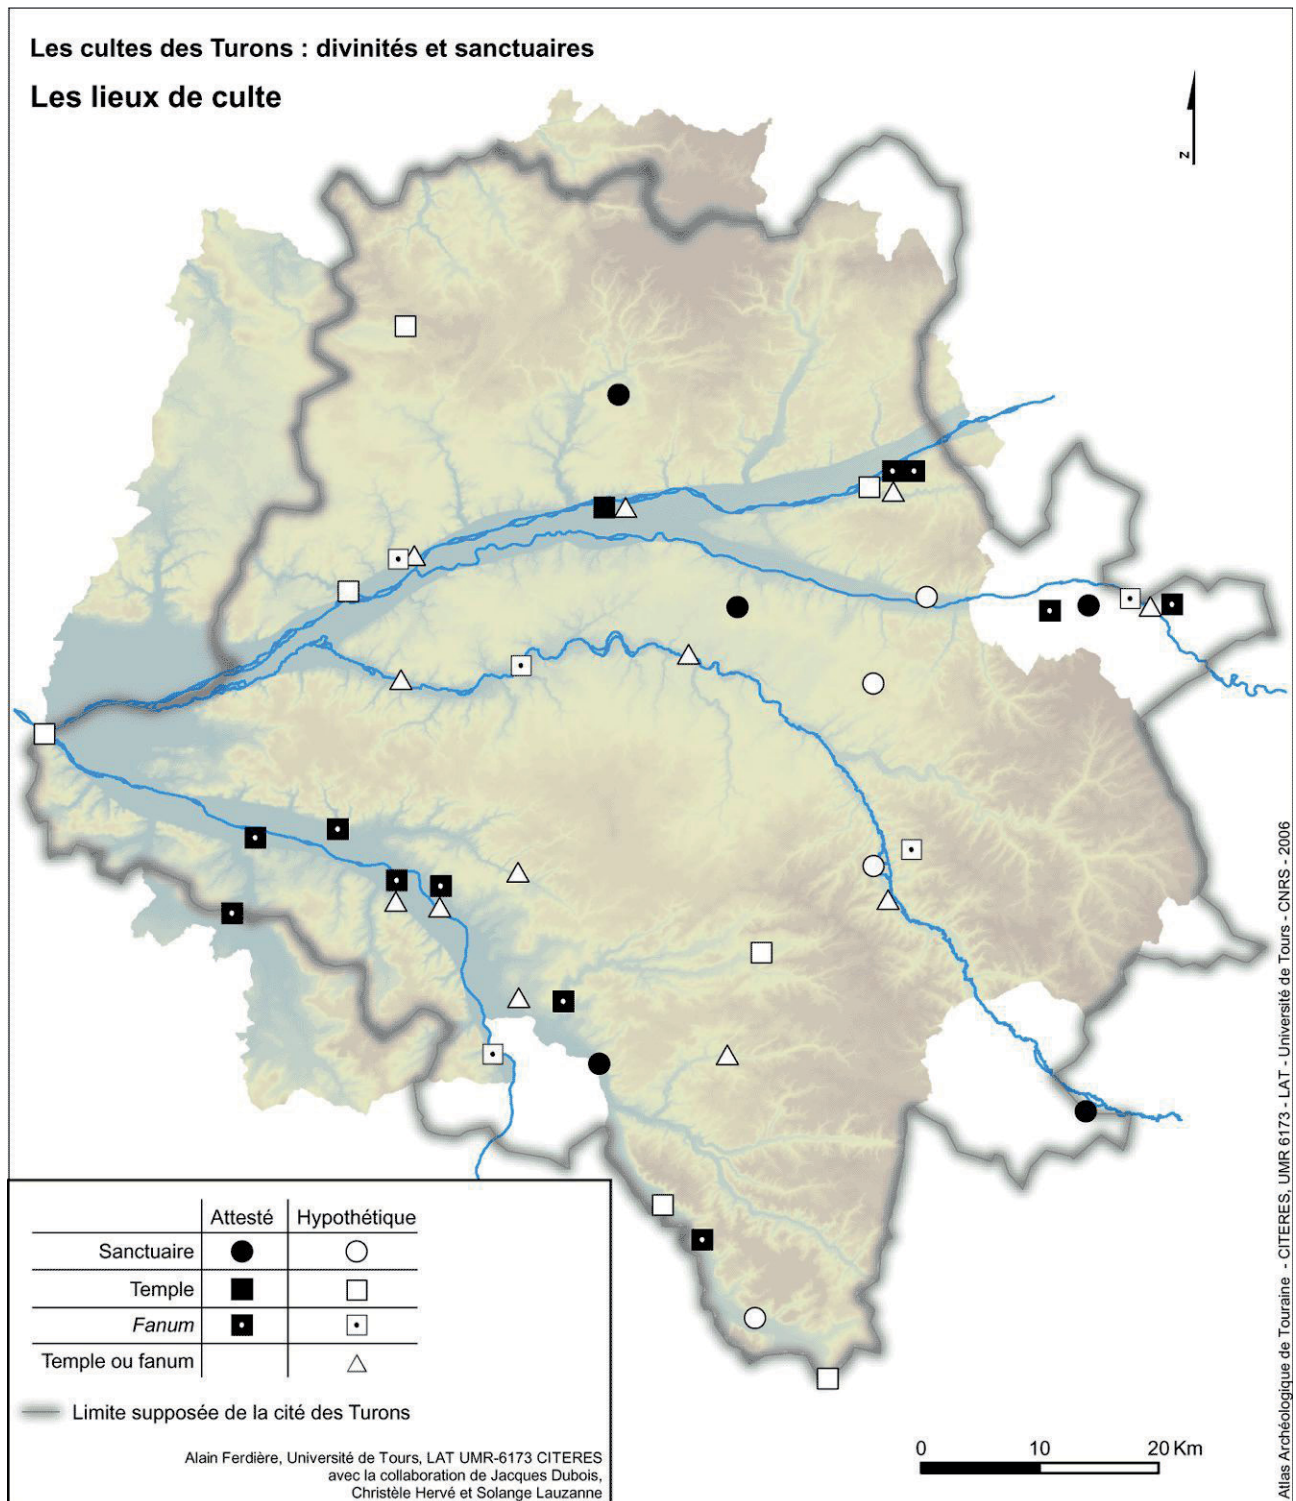 Les cultes des Turons : divinités et sanctuaires
Les lieux de culte
z
Attesté Hypothétique
Sanctuaire
Temple
Fanum
Temple ou fanum
Limite supposée de la cité des Turons
Alain Ferdière, Université de Tours, LAT UMR-6173 CITERES
avec la collaboration de Jacques Dubois,
Christèle Hervé et Solange Lauzanne
0 10 20 Km
Atlas Archéologique de Touraine - CITERES, UMR 6173 - LAT - Université de Tours - CNRS - 2006